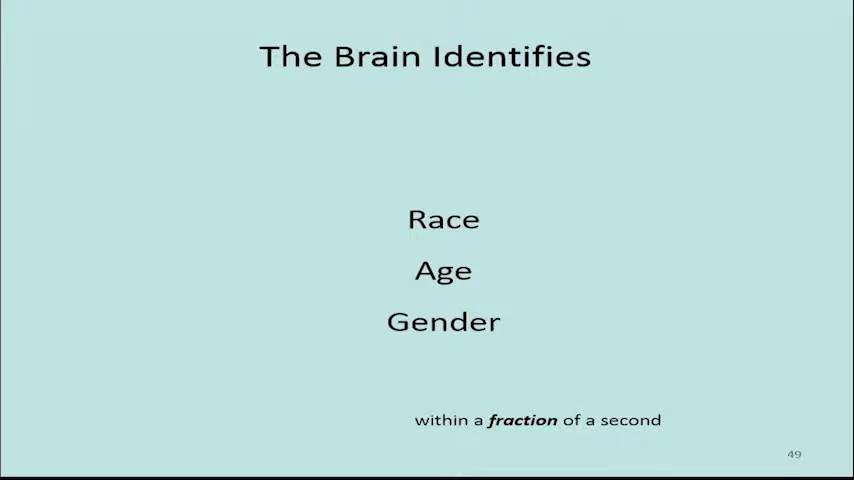 The Brain Identifies
Race
Age
Gender
within a fraction of a second
49